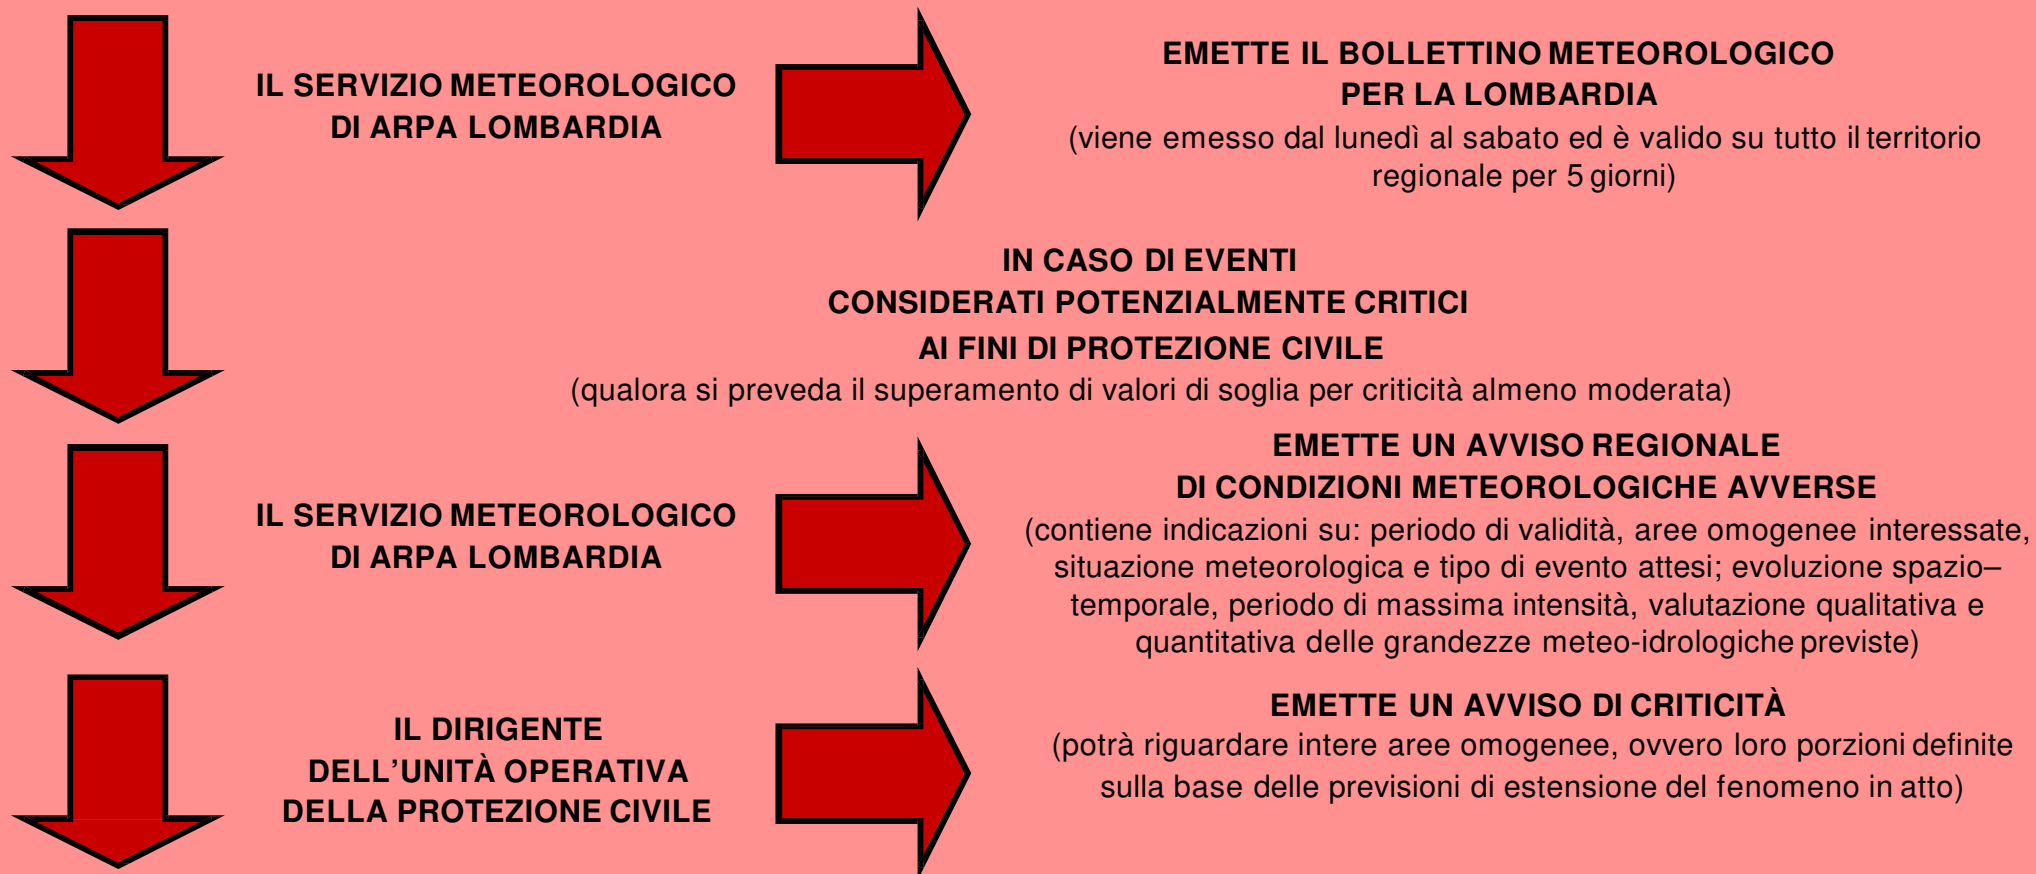 IL SERVIZIO METEOROLOGICO
DI ARPA LOMBARDIA
EMETTE IL BOLLETTINO METEOROLOGICO
PER LA LOMBARDIA
(viene emesso dal lunedì al sabato ed è valido su tutto il territorio
regionale per 5 giorni)
IN CASO DI EVENTI
CONSIDERATI POTENZIALMENTE CRITICI
AI FINI DI PROTEZIONE CIVILE
(qualora si preveda il superamento di valori di soglia per criticità almeno moderata)
IL SERVIZIO METEOROLOGICO
DI ARPA LOMBARDIA
EMETTE UN AVVISO REGIONALE
DI CONDIZIONI METEOROLOGICHE AVVERSE
(contiene indicazioni su: periodo di validità, aree omogenee interessate,
situazione meteorologica e tipo di evento attesi; evoluzione spazio–
temporale, periodo di massima intensità, valutazione qualitativa e
quantitativa delle grandezze meteo-idrologiche previste)
IL DIRIGENTE
DELL’UNITÀ OPERATIVA
DELLA PROTEZIONE CIVILE
EMETTE UN AVVISO DI CRITICITÀ
(potrà riguardare intere aree omogenee, ovvero loro porzioni definite
sulla base delle previsioni di estensione del fenomeno in atto)